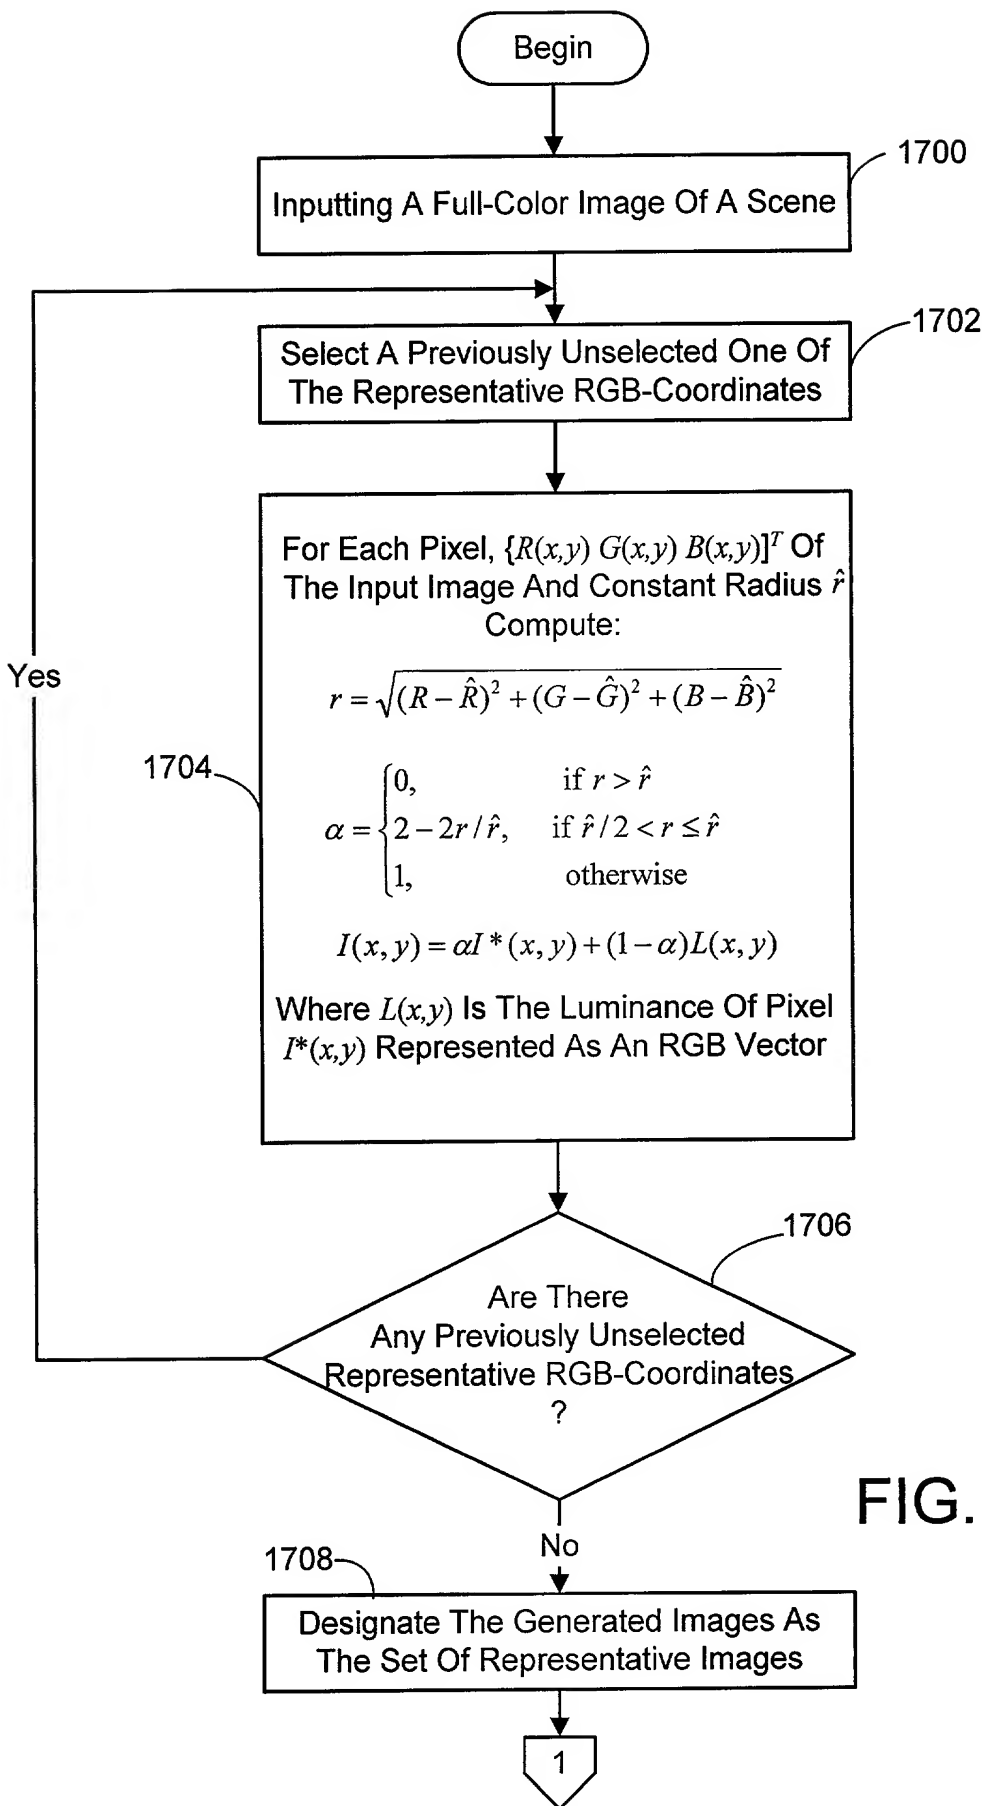 Begin
1700
Inputting A Full-Color Image Of A Scene
1702
Select A Previously Unselected One Of
The Representative RGB-Coordinates
For Each Pixel, {R(x,y) G(x,y) B(x,y)]^T Of
The Input Image And Constant Radius r̂
Compute:
r = √((R − R̂)² + (G − Ĝ)² + (B − B̂)²)
Yes
1704
α = { 0, if r > r̂
2 − 2r / r̂, if r̂ / 2 < r ≤ r̂
1, otherwise
I(x, y) = αI * (x, y) + (1 − α)L(x, y)
Where L(x,y) Is The Luminance Of Pixel
I*(x,y) Represented As An RGB Vector
1706
Are There
Any Previously Unselected
Representative RGB-Coordinates
?
FIG.
No
1708
Designate The Generated Images As
The Set Of Representative Images
1